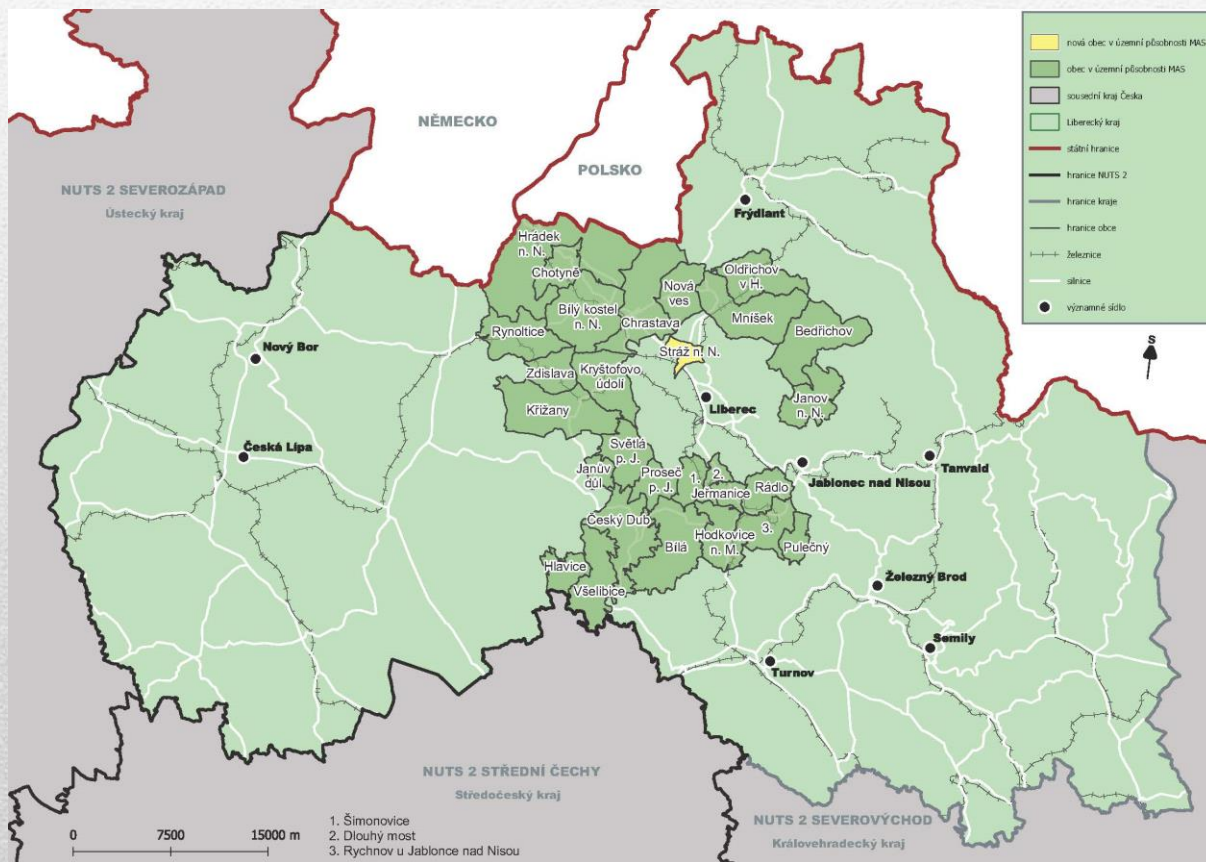 NĚMECKO
POLSKO
NUTS 2 SEVEROZÁPAD
Ústecký kraj
Frýdlant
Hrádek
n. N.
Chotyně
Oldřichov
v H.
Nová
ves
Bílý kostel
n. N.
Chrastava
Mníšek
Bedřichov
Rynoltice
Stráž n. N.
Nový Bor
Zdislava
Kryštofovo
údolí
Křižany
Liberec
Janov
n. N.
Česká Lípa
Světlá
p. J.
Janův
důl
Proseč
p. J.
1.
2.
Jeřmanice
Rádlo
Jablonec nad Nisou
Tanvald
Český Dub
Bílá
Hodkovice
n. M.
3.
Pulečný
Hlavice
Všelibice
Železný Brod
Semily
Turnov
NUTS 2 STŘEDNÍ ČECHY
Středočeský kraj
NUTS 2 SEVEROVÝCHOD
Královehradecký kraj
0 7500 15000 m
1. Šimonovice
2. Dlouhý most
3. Rychnov u Jablonce nad Nisou
nová obec v územní působnosti MAS
obec v územní působnosti MAS
sousední kraj Česka
Liberecký kraj
státní hranice
hranice NUTS 2
hranice kraje
hranice obce
železnice
silnice
významné sídlo
S